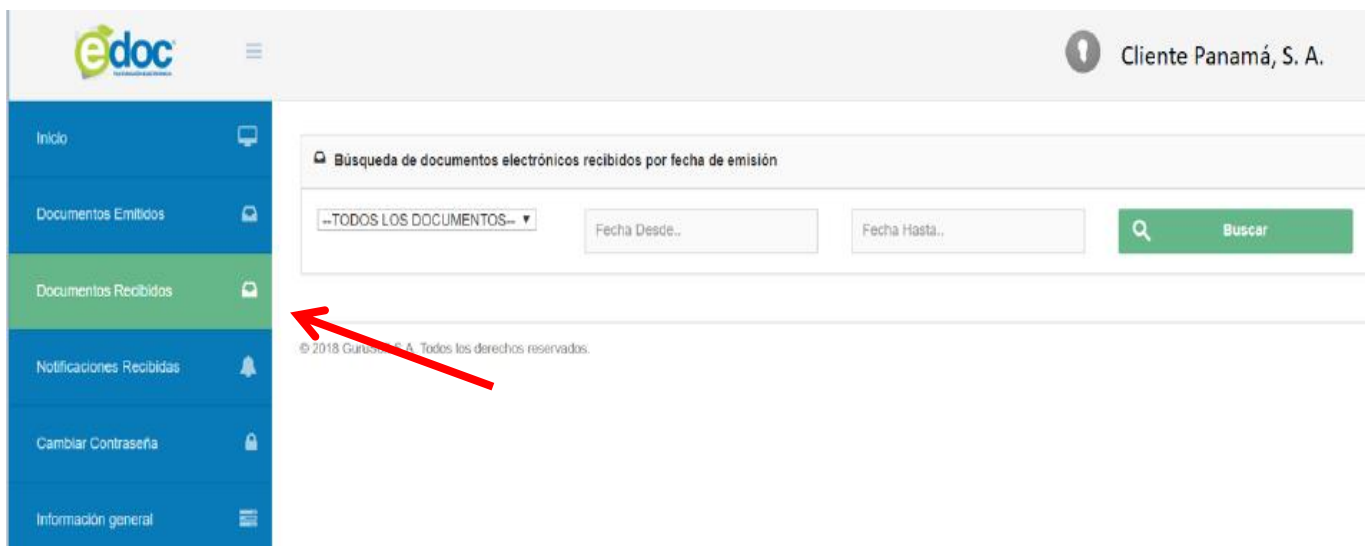 edoc
Cliente Panamá, S. A.
Inicio
Búsqueda de documentos electrónicos recibidos por fecha de emisión
Documentos Emitidos
--TODOS LOS DOCUMENTOS--
Fecha Desde..
Fecha Hasta..
Buscar
Documentos Recibidos
© 2018 S.A. Todos los derechos reservados.
Notificaciones Recibidas
Cambiar Contraseña
Información general